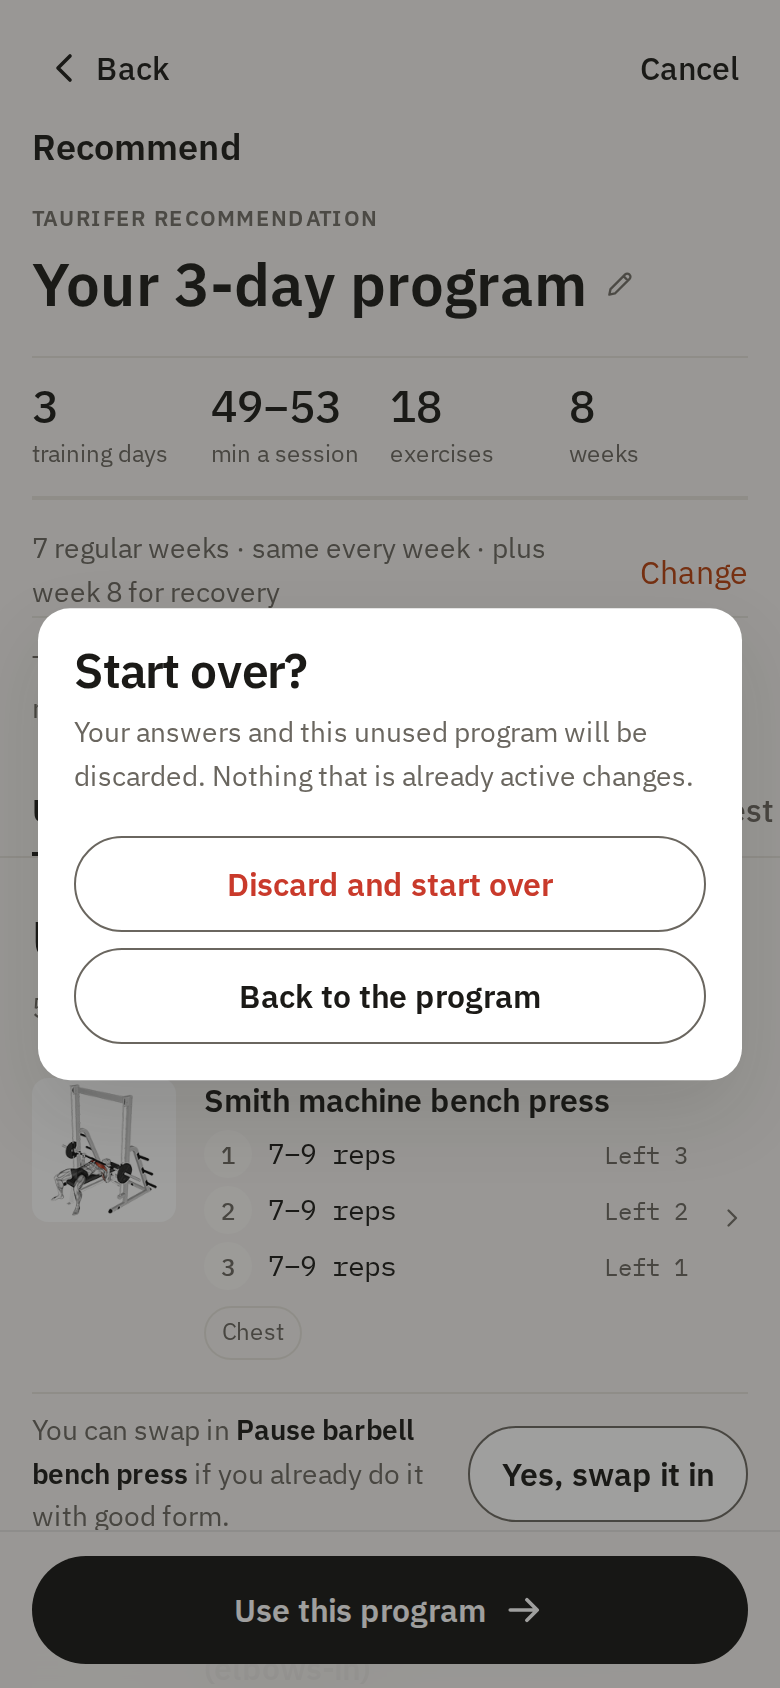 Back
Cancel
Recommend
TAURIFER RECOMMENDATION
Your 3-day program
3
49–53
18
8
training days
min a session
exercises
weeks
7 regular weeks · same every week · plus
week 8 for recovery
Change
Start over?
Your answers and this unused program will be
discarded. Nothing that is already active changes.
Discard and start over
Back to the program
Smith machine bench press
1 7–9 reps Left 3
2 7–9 reps Left 2
3 7–9 reps Left 1
Chest
You can swap in Pause barbell
bench press if you already do it
with good form.
Yes, swap it in
Use this program
(elbows-in)